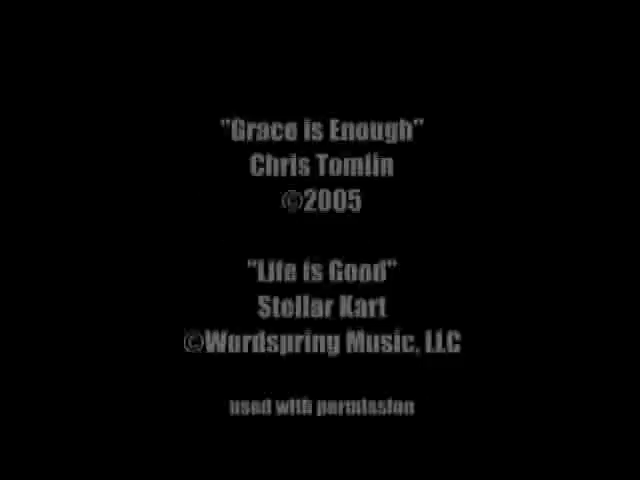 "Grace is Enough"
Chris Tomlin
©2005
"Life is Good"
Stellar Kart
©Wordspring Music, LLC
used with permission